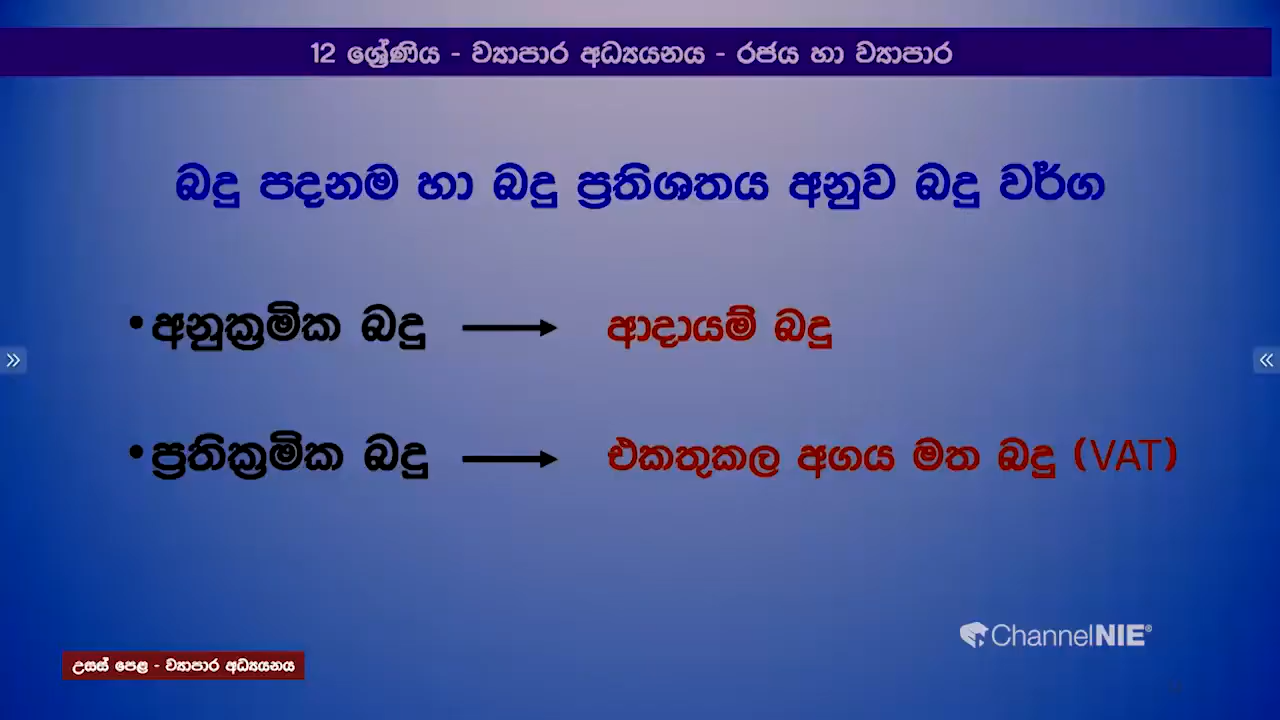 12 ශ්‍රේණිය - ව්‍යාපාර අධ්‍යයනය - රජය හා ව්‍යාපාර
බදු පදනම හා බදු ප්‍රතිශතය අනුව බදු වර්ග
•අනුක්‍රමික බදු → ආදායම් බදු
•ප්‍රතික්‍රමික බදු → එකතුකල අගය මත බදු (VAT)
ChannelNIE®
උසස් පෙළ - ව්‍යාපාර අධ්‍යයනය